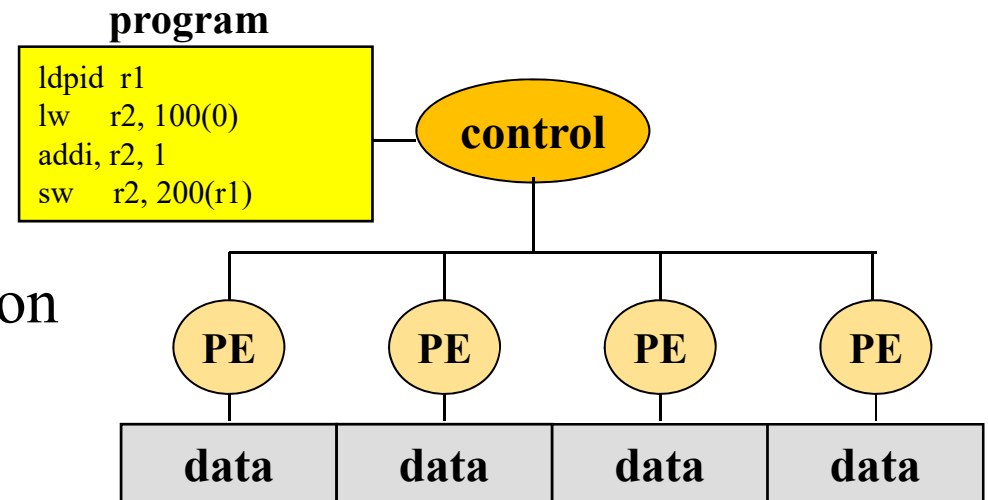 program
ldpid r1
lw r2, 100(0)
addi, r2, 1
sw r2, 200(r1)
control
on
PE PE PE PE
data data data data